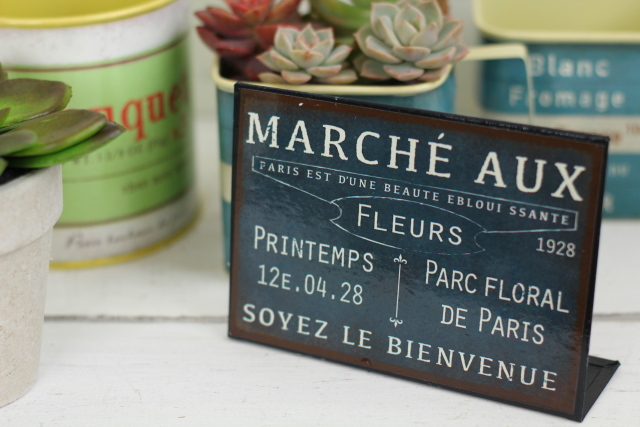 MARCHÉ AUX
PARIS EST D'UNE BEAUTE EBLOUI SSANTE
FLEURS
1928
PRINTEMPS
12E.04.28
PARC FLORAL
DE PARIS
SOYEZ LE BIENVENUE
Blanc
Fromage